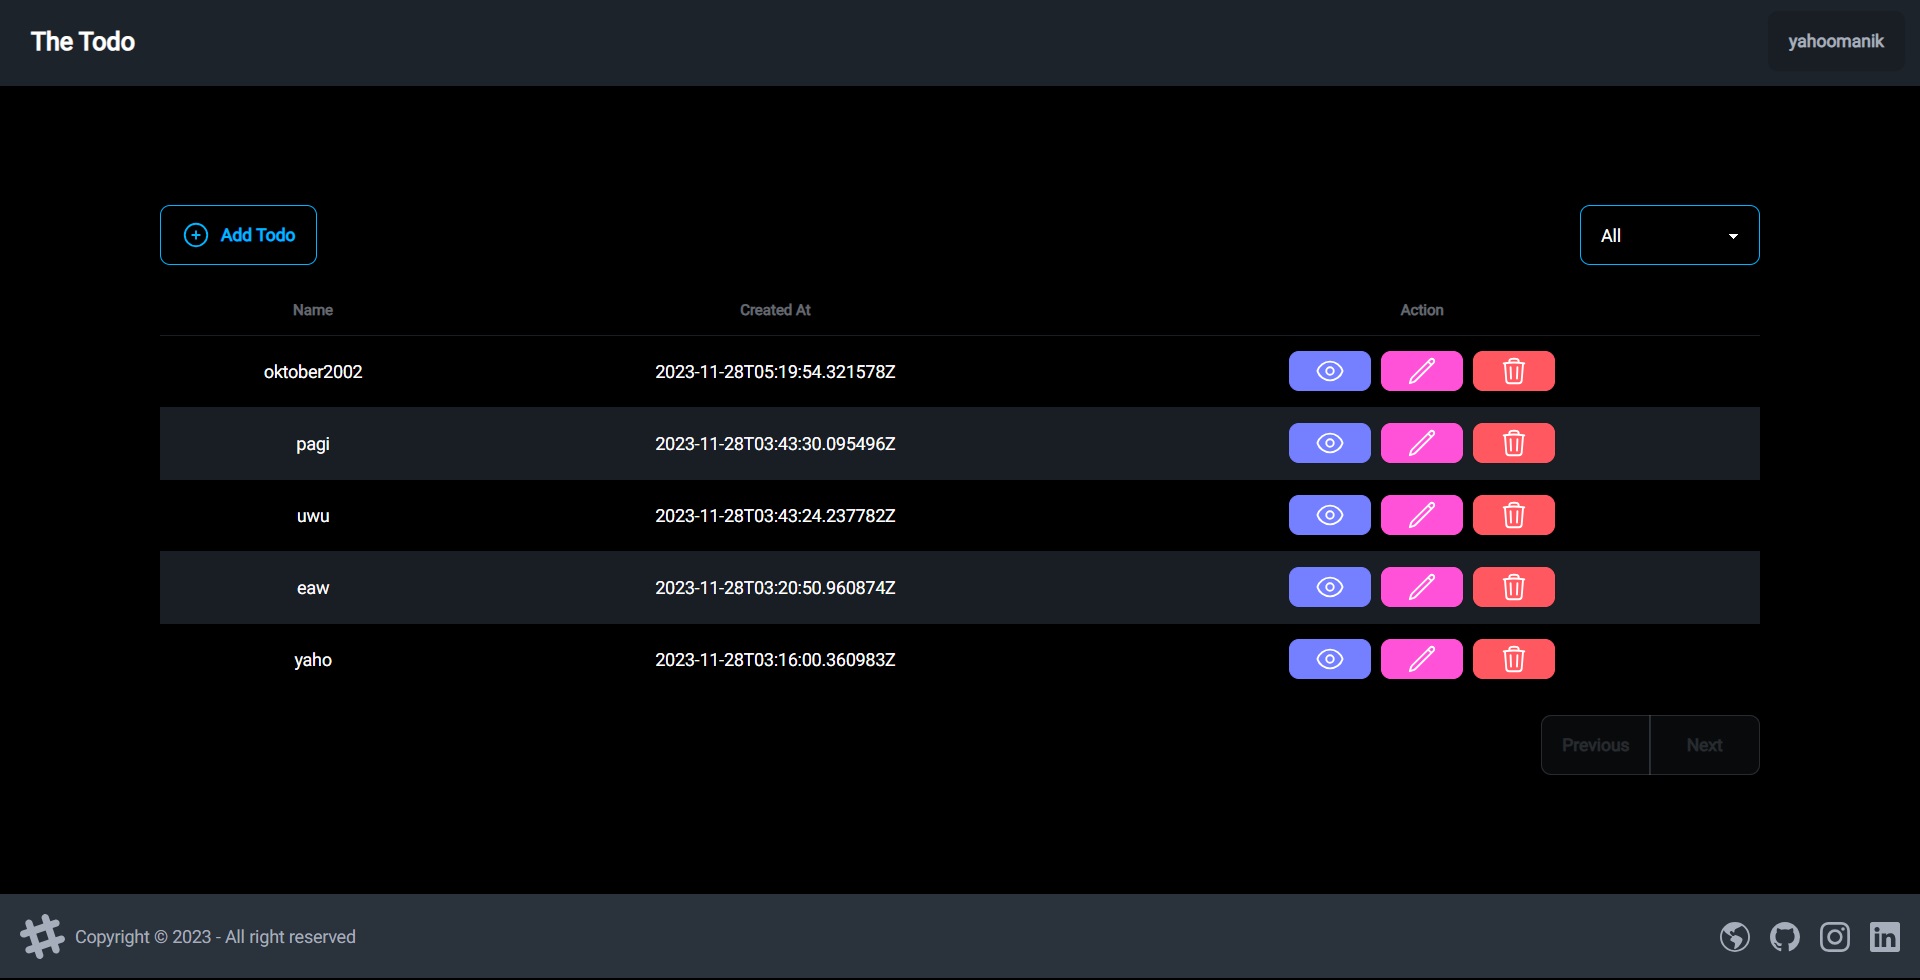 The Todo
yahoomanik
Add Todo
All
Name Created At Action
oktober2002 2023-11-28T05:19:54.321578Z
pagi 2023-11-28T03:43:30.095496Z
uwu 2023-11-28T03:43:24.237782Z
eaw 2023-11-28T03:20:50.960874Z
yaho 2023-11-28T03:16:00.360983Z
Previous Next
Copyright © 2023 - All right reserved